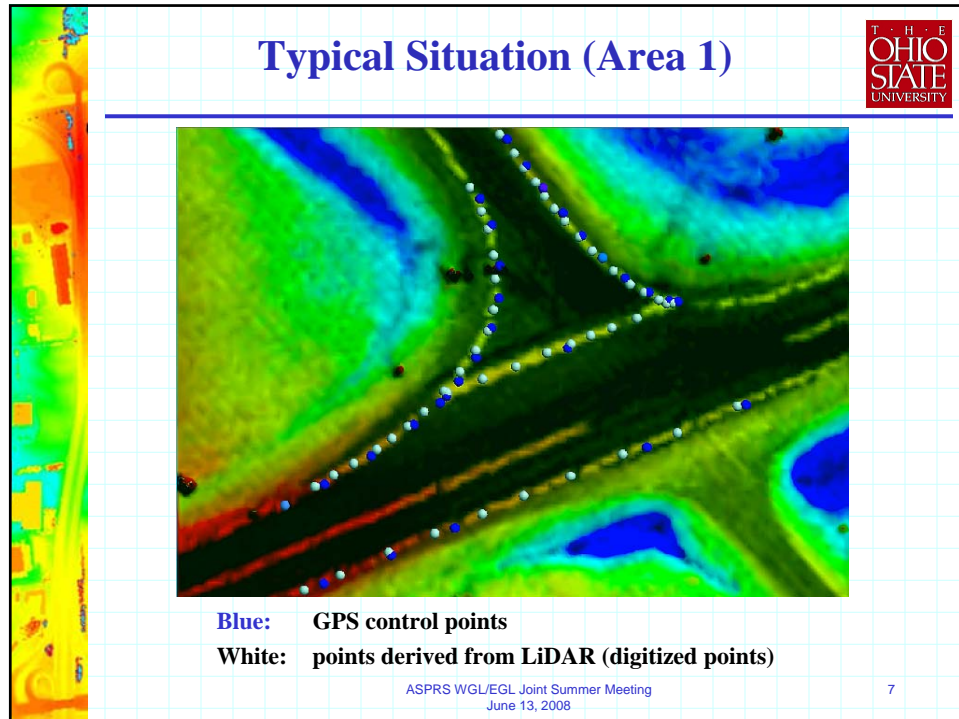 Typical Situation (Area 1)
T · H · E
OHIO
STATE
UNIVERSITY
Blue: GPS control points
White: points derived from LiDAR (digitized points)
ASPRS WGL/EGL Joint Summer Meeting
June 13, 2008
7